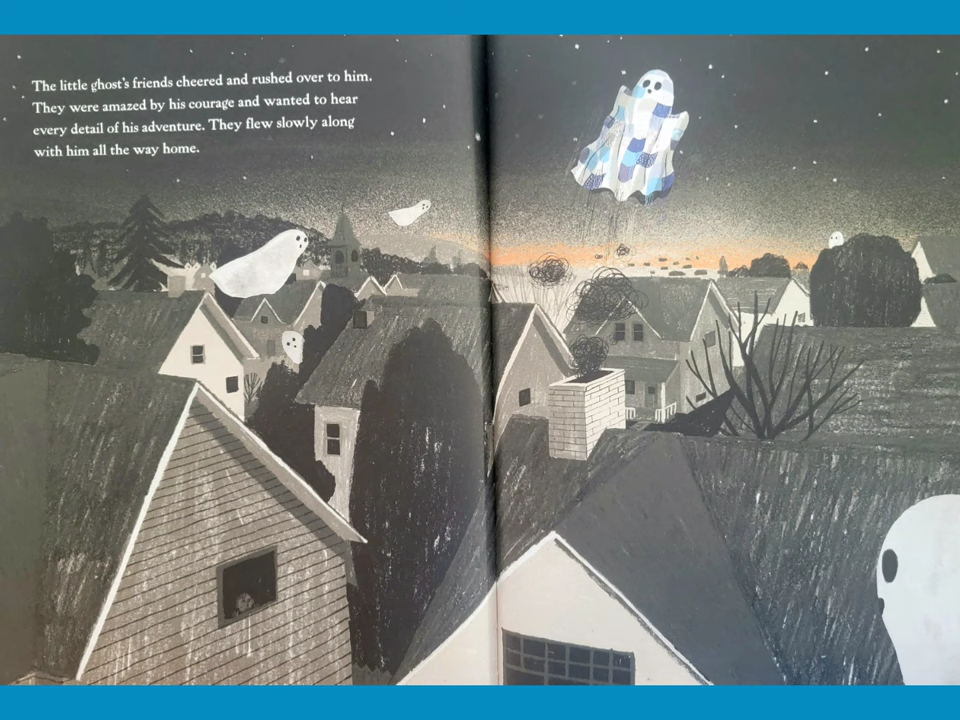 The little ghost's friends cheered and rushed over to him.
They were amazed by his courage and wanted to hear
every detail of his adventure. They flew slowly along
with him all the way home.